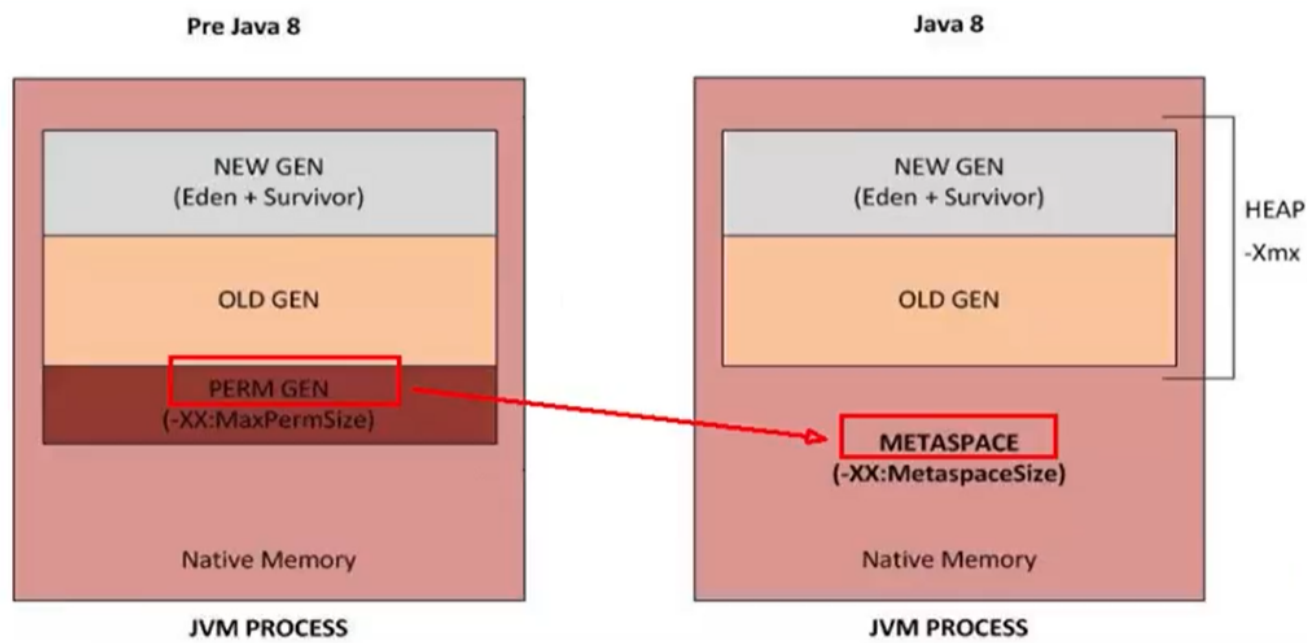 Pre Java 8
NEW GEN
(Eden + Survivor)
OLD GEN
PERM GEN
(-XX:MaxPermSize)
Native Memory
JVM PROCESS
Java 8
NEW GEN
(Eden + Survivor)
OLD GEN
HEAP
-Xmx
METASPACE
(-XX:MetaspaceSize)
Native Memory
JVM PROCESS